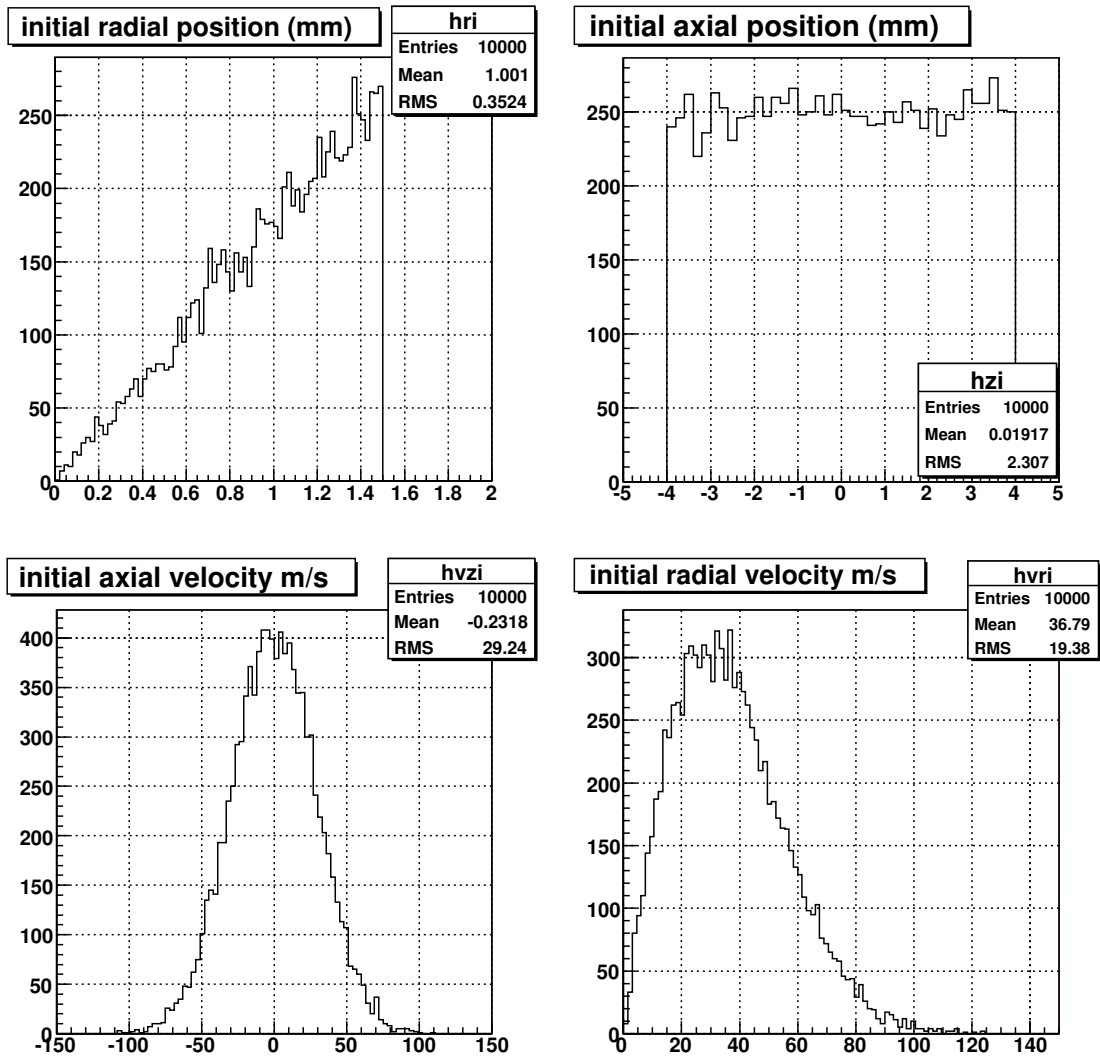 initial radial position (mm)
hri
Entries 10000
Mean 1.001
RMS 0.3524
250
200
150
100
50
0
0 0.2 0.4 0.6 0.8 1 1.2 1.4 1.6 1.8 2
initial axial position (mm)
250
200
150
100
50
0
hzi
Entries 10000
Mean 0.01917
RMS 2.307
-5 -4 -3 -2 -1 0 1 2 3 4 5
initial axial velocity m/s
hvzi
Entries 10000
Mean -0.2318
RMS 29.24
400
350
300
250
200
150
100
50
0
-150 -100 -50 0 50 100 150
initial radial velocity m/s
hvri
Entries 10000
Mean 36.79
RMS 19.38
300
250
200
150
100
50
0
0 20 40 60 80 100 120 140